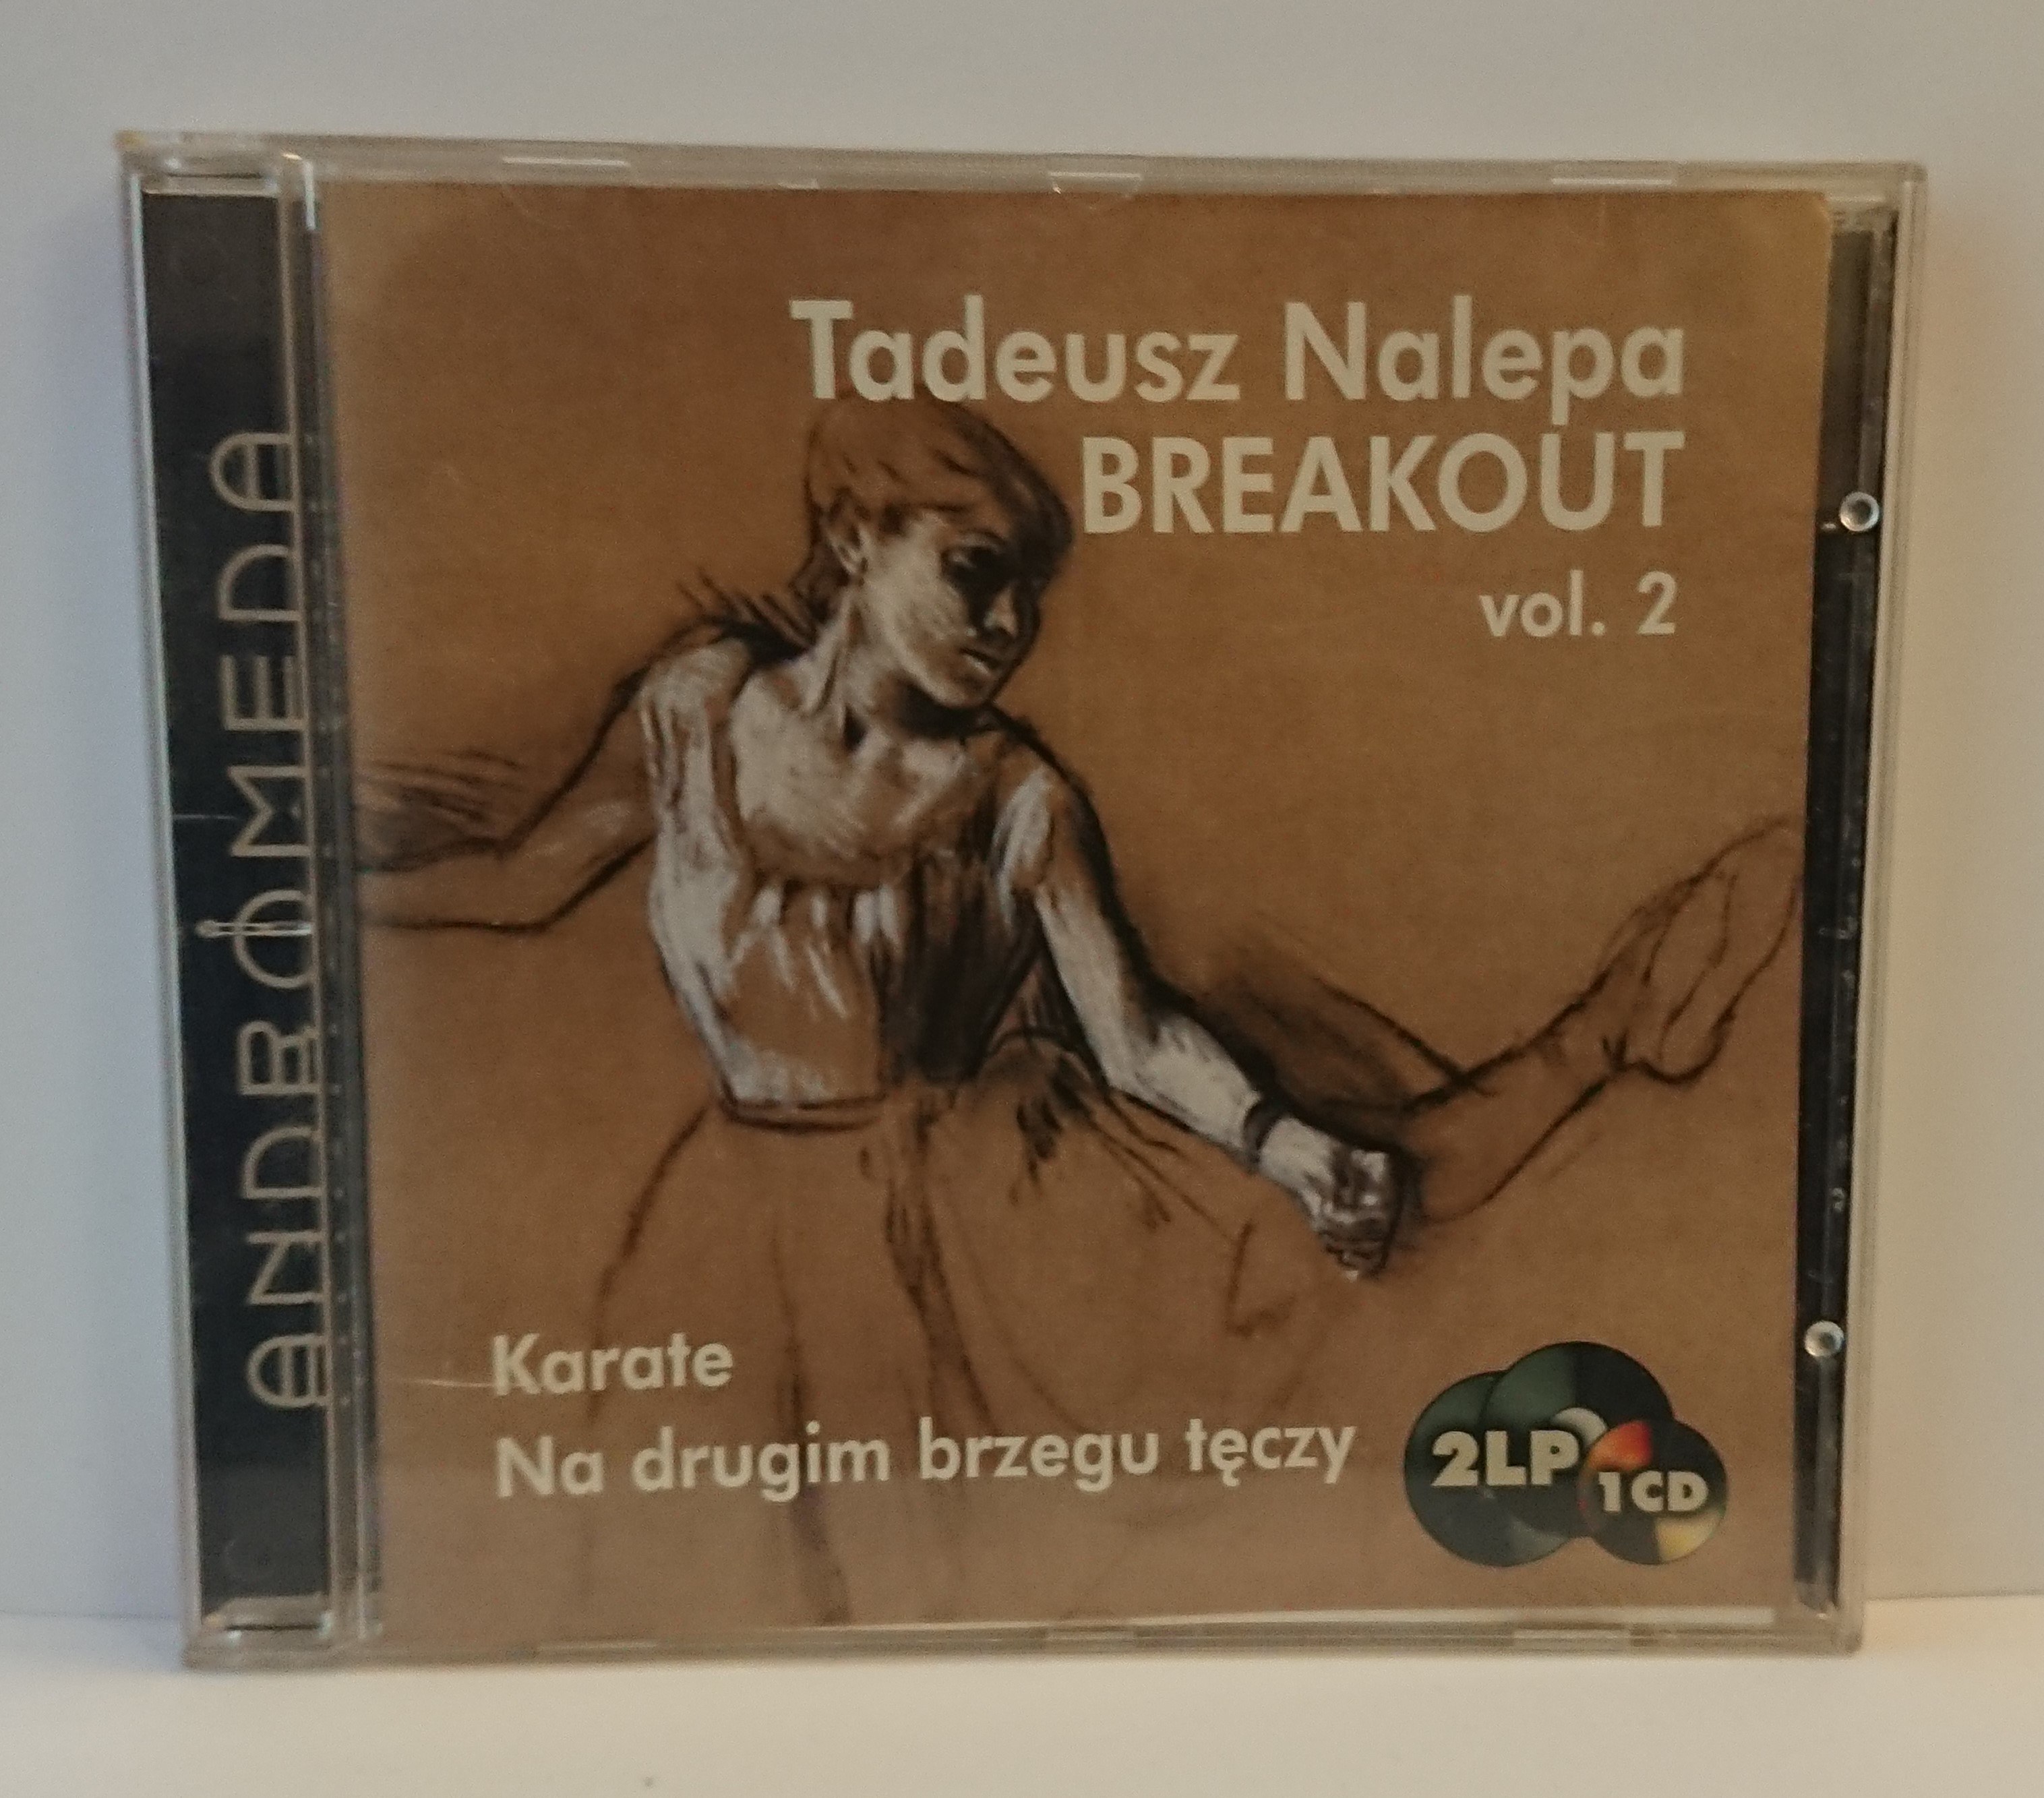 ANDROMEDA
Tadeusz Nalepa
BREAKOUT
vol. 2
Karate
Na drugim brzegu tęczy
2LP
1CD